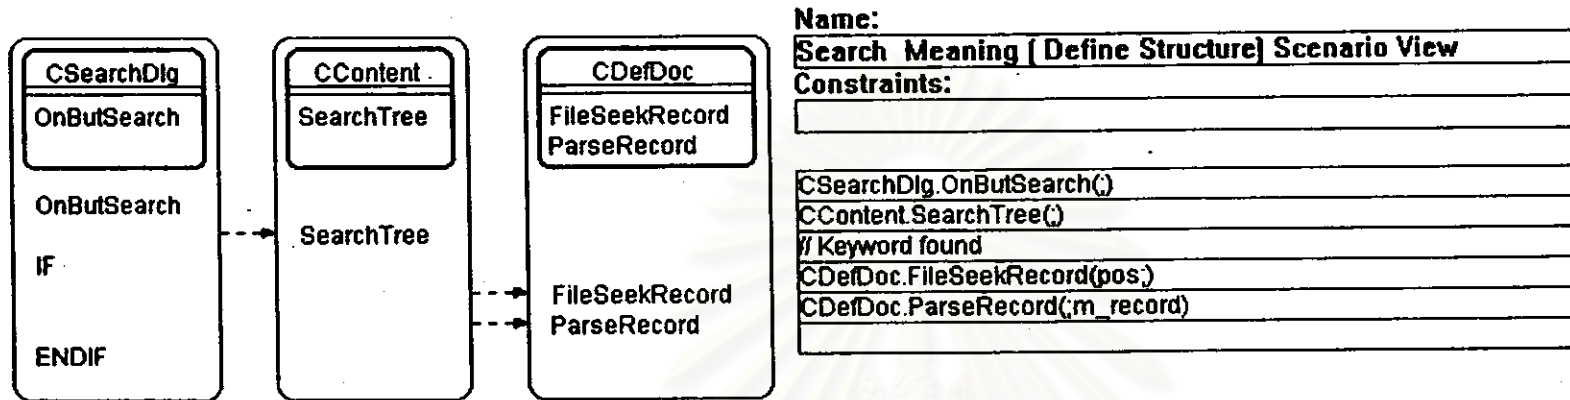 CSearchDlg
OnButSearch
OnButSearch
IF
ENDIF
CContent
SearchTree
SearchTree
CDefDoc
FileSeekRecord
ParseRecord
FileSeekRecord
ParseRecord
Name:
Search Meaning [ Define Structure] Scenario View
Constraints:
CSearchDlg.OnButSearch(;)
CContent.SearchTree(;)
// Keyword found
CDefDoc.FileSeekRecord(pos;)
CDefDoc.ParseRecord(;m_record)